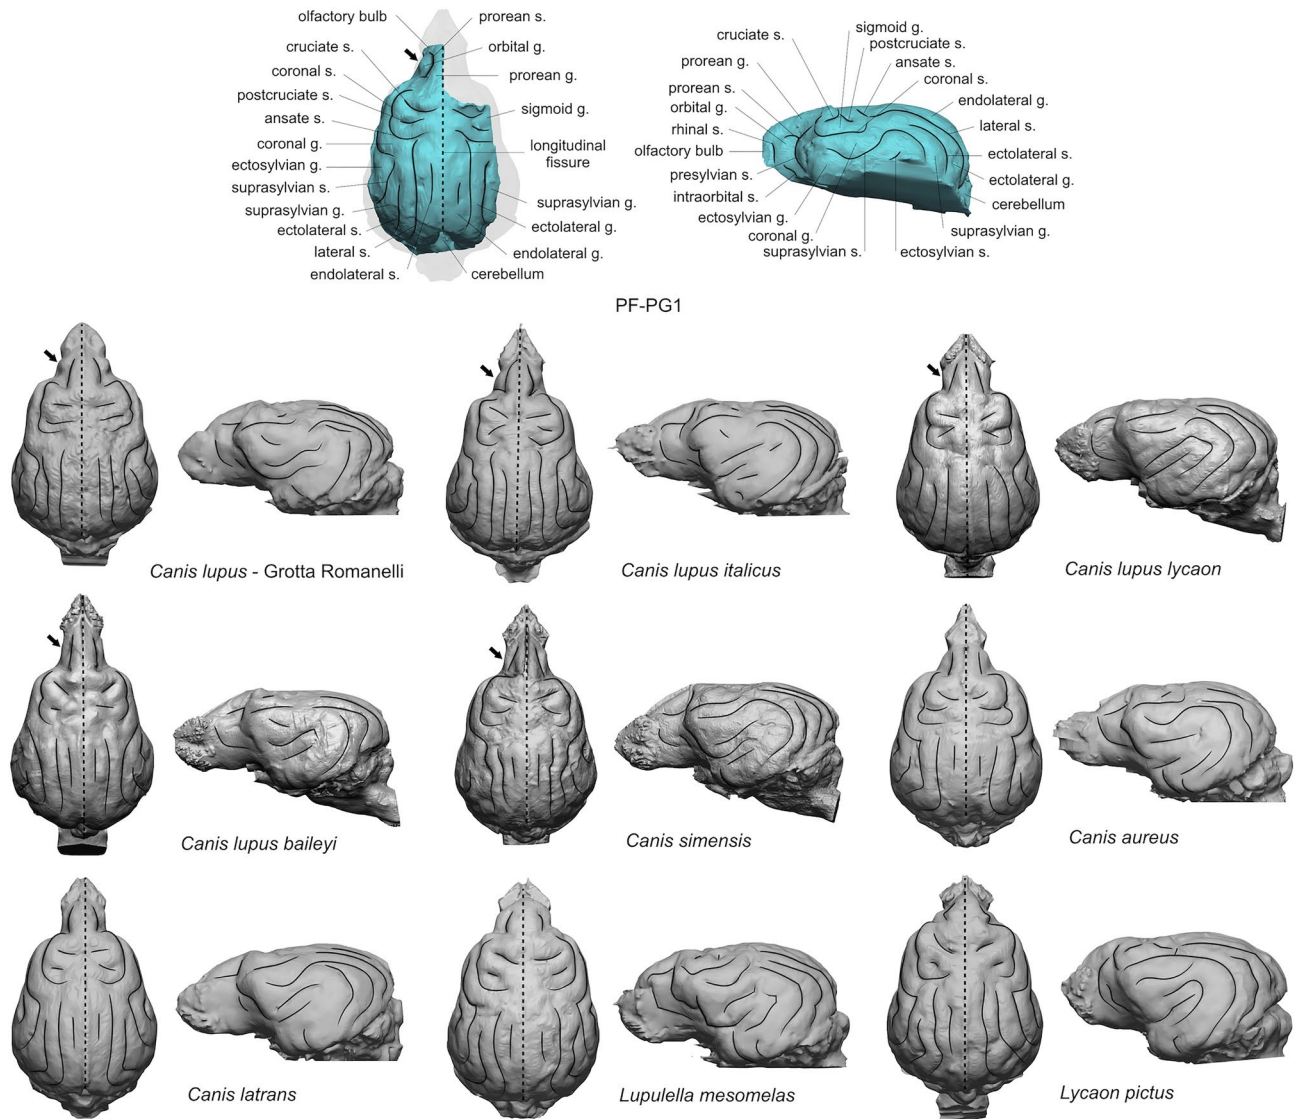 olfactory bulb
cruciate s.
coronal s.
postcruciate s.
ansate s.
coronal g.
ectosylvian g.
suprasylvian s.
suprasylvian g.
ectolateral s.
lateral s.
endolateral s.
prorean s.
orbital g.
prorean g.
sigmoid g.
longitudinal
fissure
suprasylvian g.
ectolateral g.
endolateral g.
cerebellum
cruciate s.
prorean g.
prorean s.
orbital g.
rhinal s.
olfactory bulb
presylvian s.
intraorbital s.
ectosylvian g.
coronal g.
suprasylvian s.
sigmoid g.
postcruciate s.
ansate s.
coronal s.
endolateral g.
lateral s.
ectolateral s.
ectolateral g.
cerebellum
suprasylvian g.
ectosylvian s.
PF-PG1
Canis lupus - Grotta Romanelli
Canis lupus italicus
Canis lupus lycaon
Canis lupus baileyi
Canis simensis
Canis aureus
Canis latrans
Lupulella mesomelas
Lycaon pictus